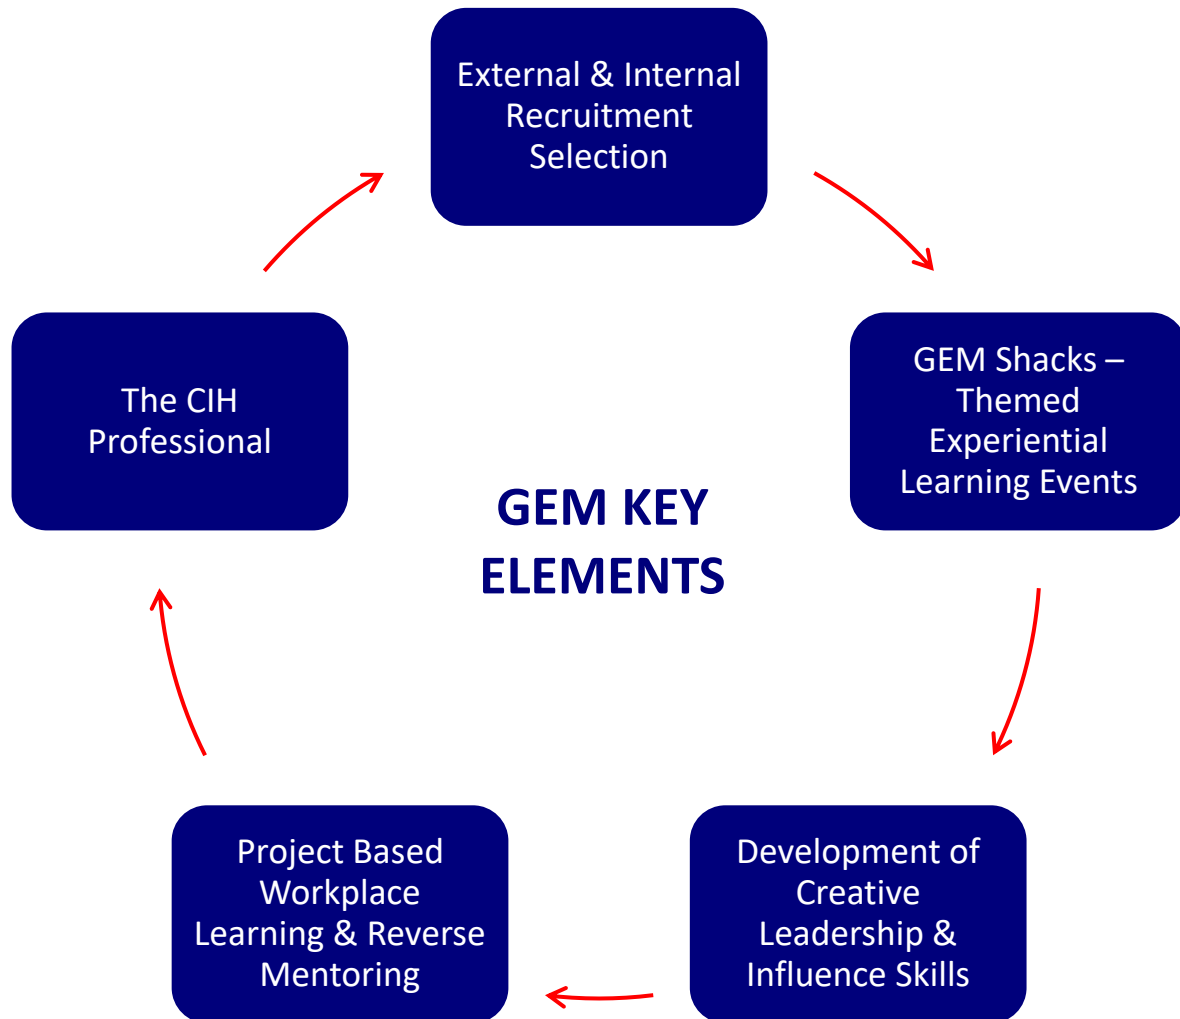 External & Internal
Recruitment
Selection
GEM Shacks –
Themed
Experiential
Learning Events
Development of
Creative
Leadership &
Influence Skills
Project Based
Workplace
Learning & Reverse
Mentoring
The CIH
Professional
GEM KEY
ELEMENTS